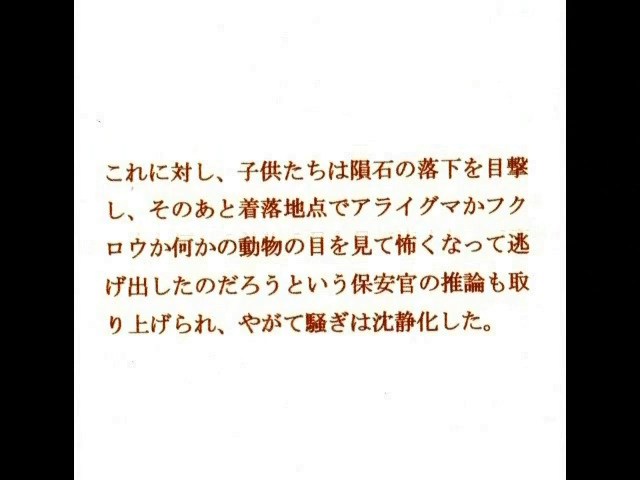 これに対し、子供たちは隕石の落下を目撃
し、そのあと着落地点でアライグマかフク
ロウか何かの動物の目を見て怖くなって逃
げ出したのだろうという保安官の推論も取
り上げられ、やがて騒ぎは沈静化した。